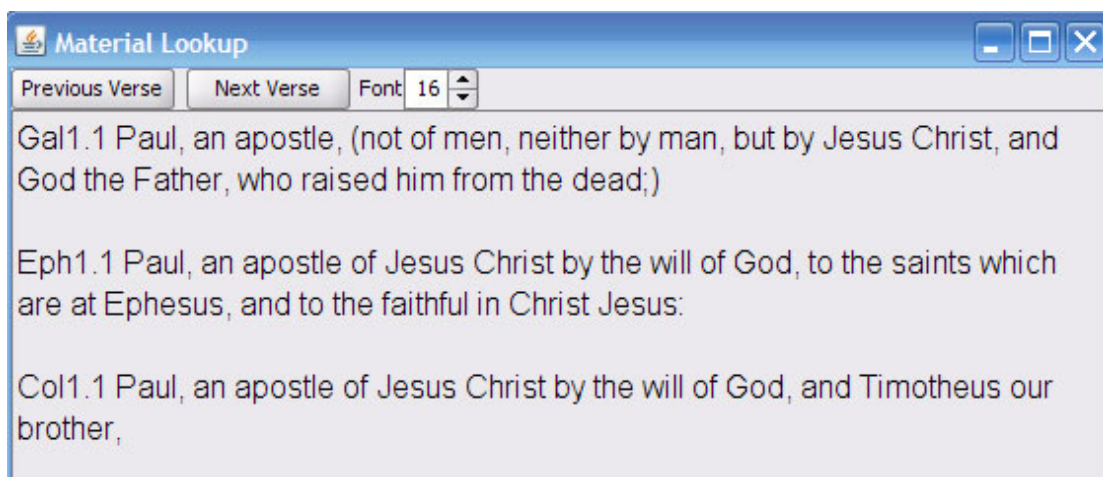 Material Lookup
Previous Verse Next Verse Font 16
Gal1.1 Paul, an apostle, (not of men, neither by man, but by Jesus Christ, and
God the Father, who raised him from the dead;)
Eph1.1 Paul, an apostle of Jesus Christ by the will of God, to the saints which
are at Ephesus, and to the faithful in Christ Jesus:
Col1.1 Paul, an apostle of Jesus Christ by the will of God, and Timotheus our
brother,